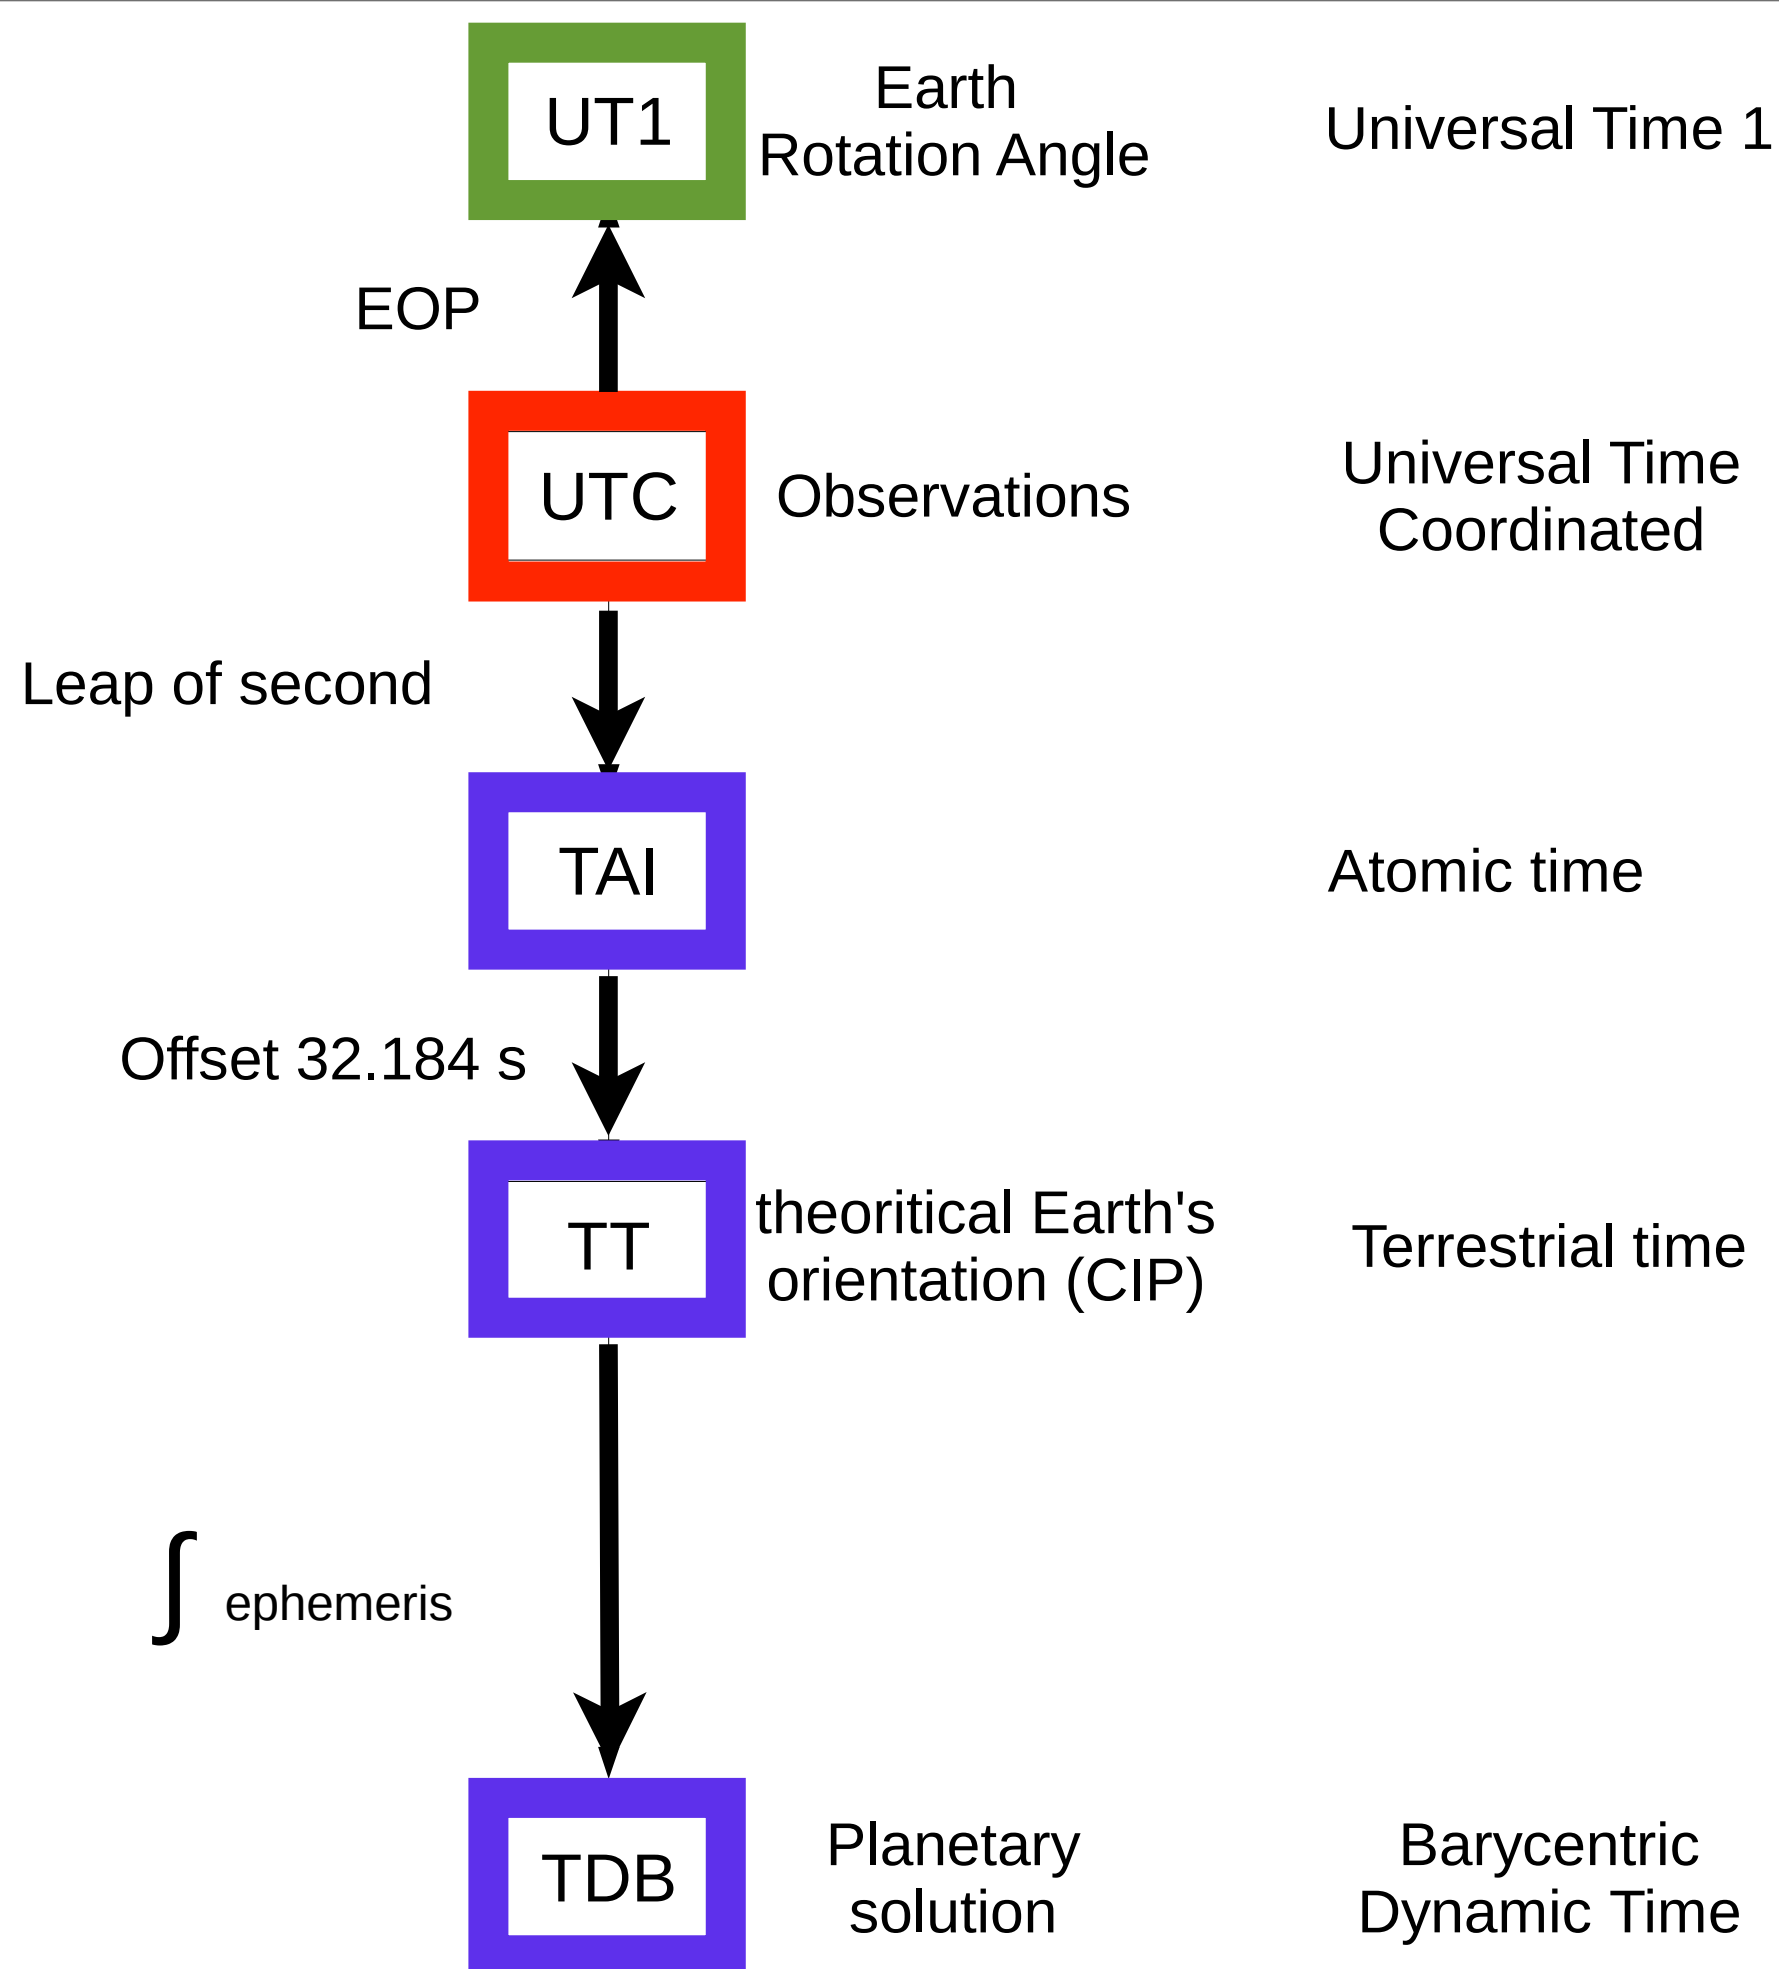 UT1
Earth
Rotation Angle
Universal Time 1
EOP
UTC
Observations
Universal Time
Coordinated
Leap of second
TAI
Atomic time
Offset 32.184 s
TT
theoritical Earth's
orientation (CIP)
Terrestrial time
∫ ephemeris
TDB
Planetary
solution
Barycentric
Dynamic Time